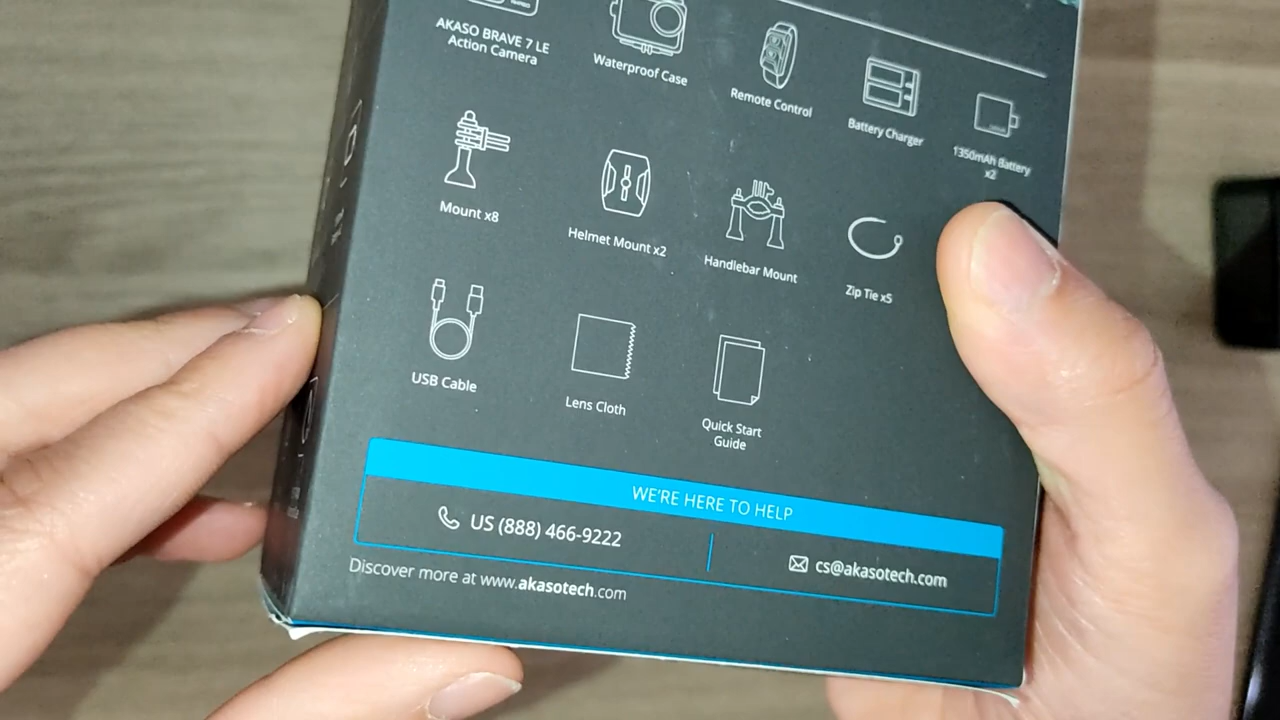 AKASO BRAVE 7 LE
Action Camera
Waterproof Case
Remote Control
Battery Charger
1350mAh Battery
x2
Mount x8
Helmet Mount x2
Handlebar Mount
Zip Tie x5
USB Cable
Lens Cloth
Quick Start
Guide
WE'RE HERE TO HELP
US (888) 466-9222
cs@akasotech.com
Discover more at www.akasotech.com